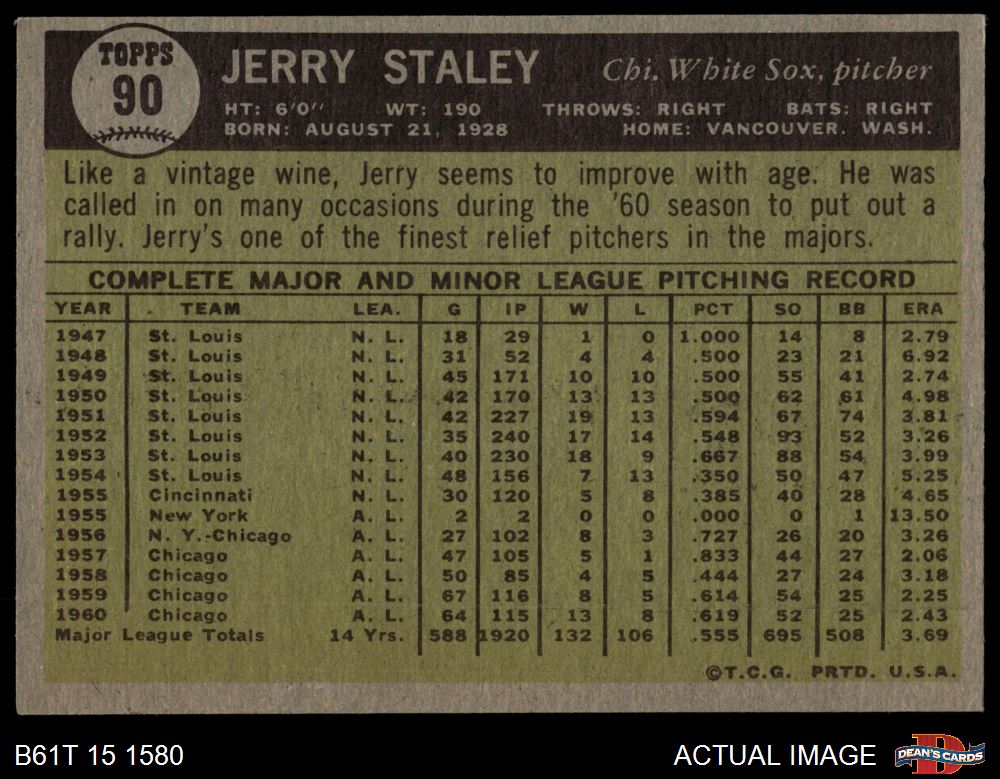 TOPPS
90
JERRY STALEY Chi. White Sox, pitcher
HT: 6'0" WT: 190 THROWS: RIGHT BATS: RIGHT
BORN: AUGUST 21, 1928 HOME: VANCOUVER. WASH.
Like a vintage wine, Jerry seems to improve with age. He was
called in on many occasions during the '60 season to put out a
rally. Jerry's one of the finest relief pitchers in the majors.
COMPLETE MAJOR AND MINOR LEAGUE PITCHING RECORD
YEAR TEAM LEA. G IP W L PCT SO BB ERA
1947 St. Louis N. L. 18 29 1 0 1.000 14 8 2.79
1948 St. Louis N. L. 31 52 4 4 .500 23 21 6.92
1949 St. Louis N. L. 45 171 10 10 .500 55 41 2.74
1950 St. Louis N. L. 42 170 13 13 .500 62 61 4.98
1951 St. Louis N. L. 42 227 19 13 .594 67 74 3.81
1952 St. Louis N. L. 35 240 17 14 .548 93 52 3.26
1953 St. Louis N. L. 40 230 18 9 .667 88 54 3.99
1954 St. Louis N. L. 48 156 7 13 .350 50 47 5.25
1955 Cincinnati N. L. 30 120 5 8 .385 40 28 4.65
1955 New York A. L. 2 2 0 0 .000 0 1 13.50
1956 N. Y.-Chicago A. L. 27 102 8 3 .727 26 20 3.26
1957 Chicago A. L. 47 105 5 1 .833 44 27 2.06
1958 Chicago A. L. 50 85 4 5 .444 27 24 3.18
1959 Chicago A. L. 67 116 8 5 .614 54 25 2.25
1960 Chicago A. L. 64 115 13 8 .619 52 25 2.43
Major League Totals 14 Yrs. 588 1920 132 106 .555 695 508 3.69
©T.C.G. PRTD. U.S.A.
B61T 15 1580 ACTUAL IMAGE DEAN'S CARDS